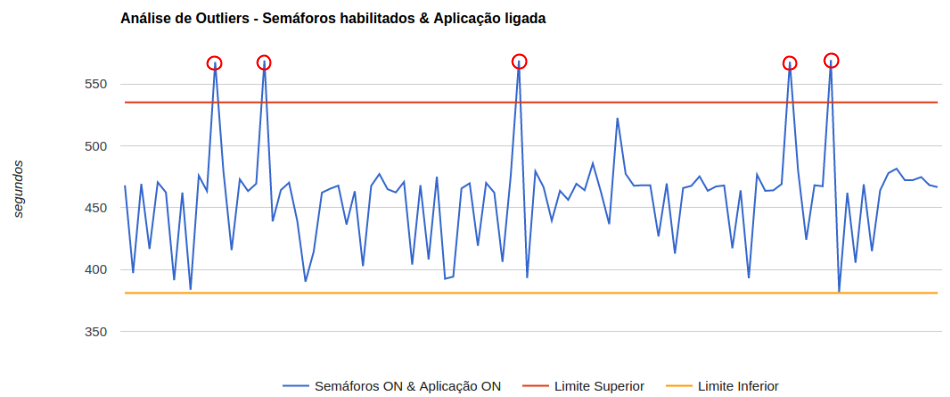 Análise de Outliers - Semáforos habilitados & Aplicação ligada
segundos
550
500
450
400
350
Semáforos ON & Aplicação ON
Limite Superior
Limite Inferior